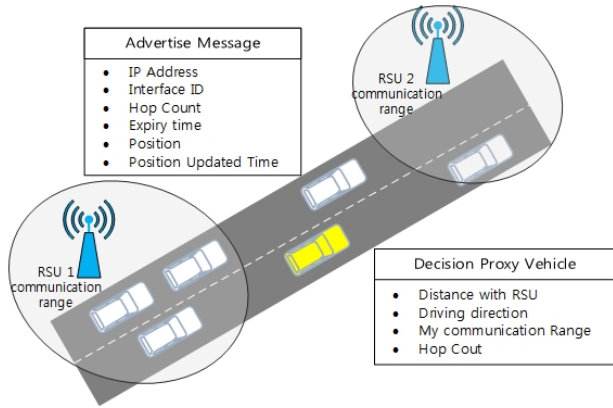 Advertise Message
IP Address
Interface ID
Hop Count
Expiry time
Position
Position Updated Time
RSU 2
communication
range
RSU 1
communication
range
Decision Proxy Vehicle
Distance with RSU
Driving direction
My communication Range
Hop Cout